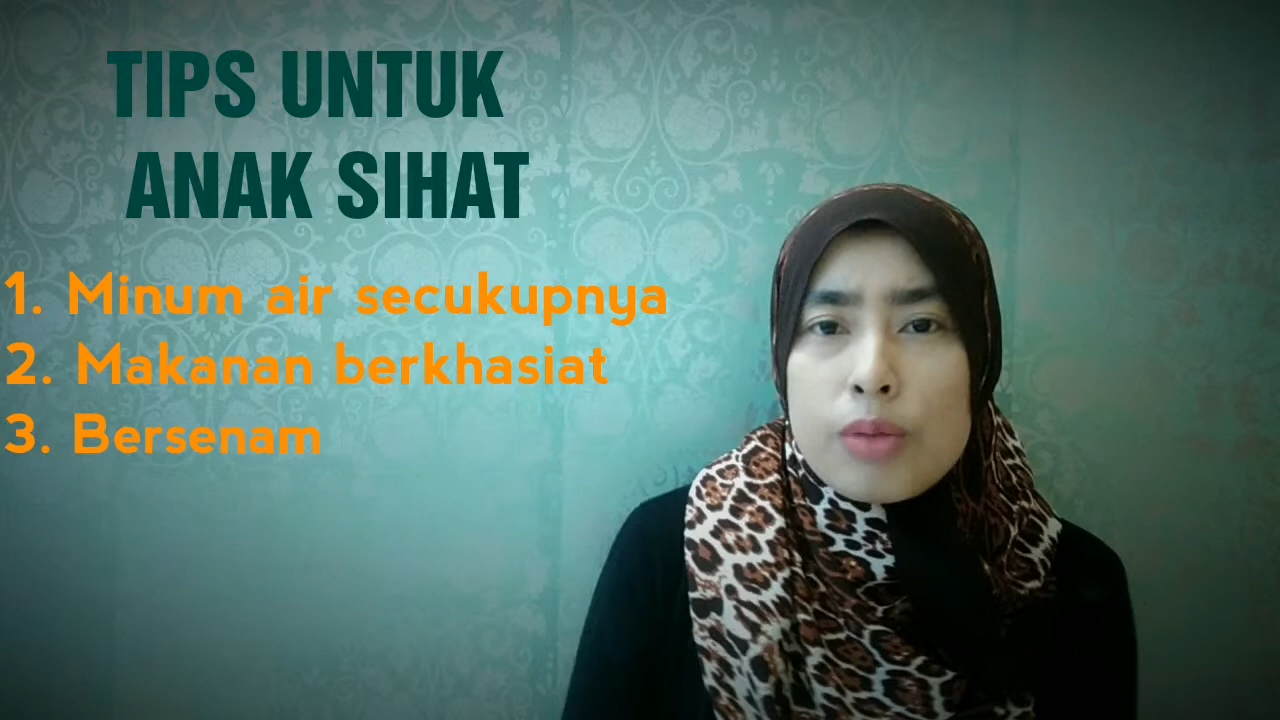 TIPS UNTUK
ANAK SIHAT
1. Minum air secukupnya
2. Makanan berkhasiat
3. Bersenam